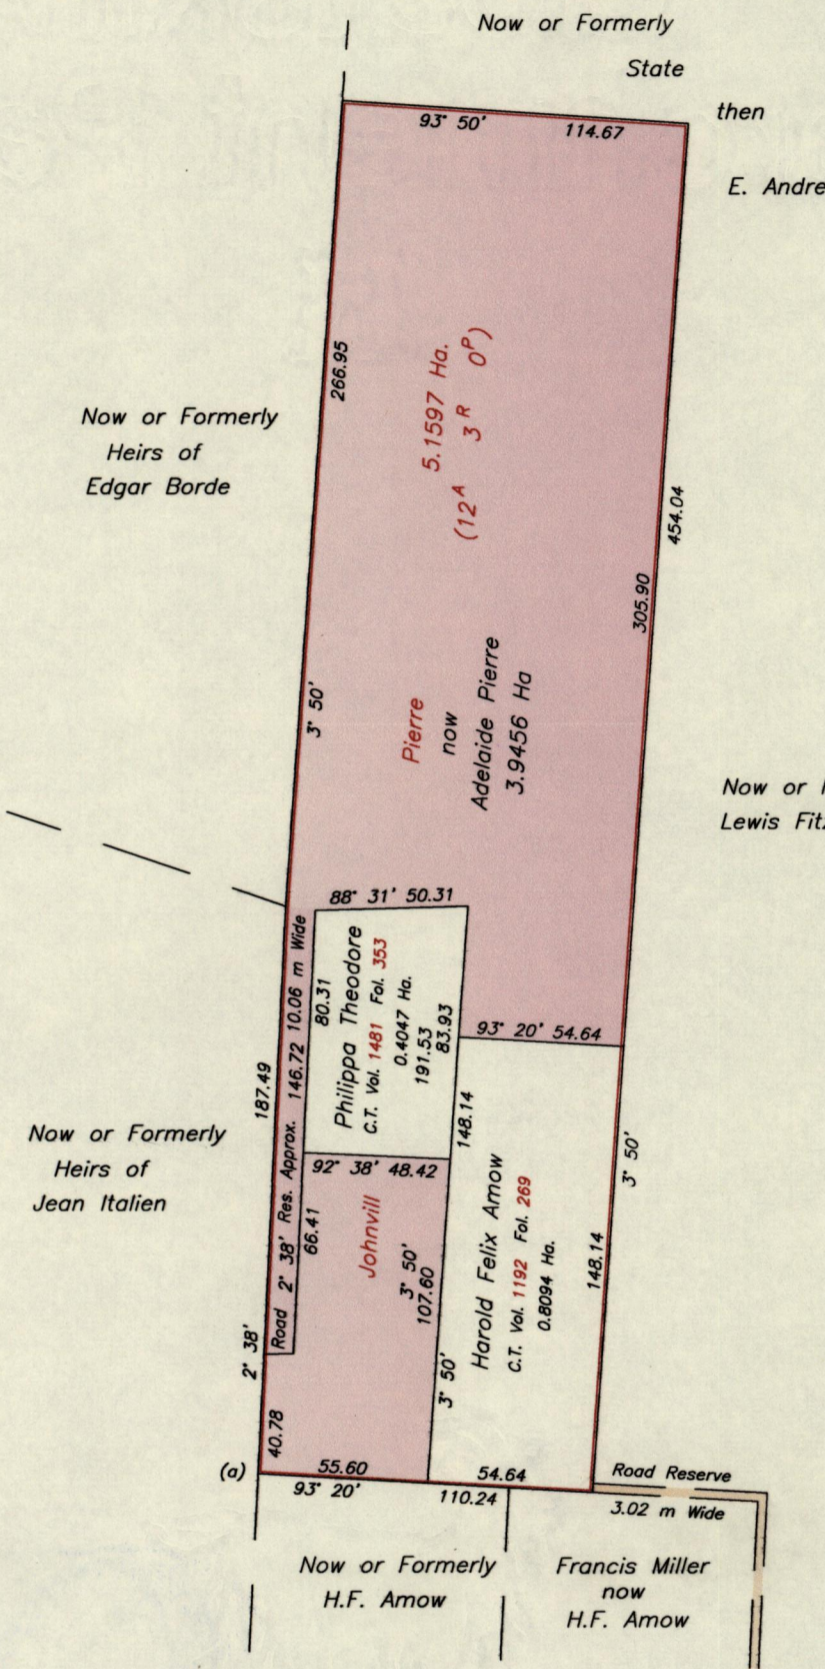 Now or Formerly
State
then
E. Andre
93° 50'
114.67
266.95
5.1597 Ha.
(12ᴬ 3ᴿ 0ᴾ)
Now or Formerly
Heirs of
Edgar Borde
454.04
305.90
3° 50'
Pierre
now
Adelaide Pierre
3.9456 Ha
Now or
Lewis
88° 31' 50.31
Road 2° 38' Res. Approx. 146.72 10.06 m Wide
80.31
Philippa Theodore
C.T. Vol. 1481 Fol. 353
0.4047 Ha.
191.53
83.93
93° 20' 54.64
187.49
148.14
Now or Formerly
Heirs of
Jean Italien
92° 38' 48.42
3° 50'
66.41
Johnvill
3° 50'
107.60
Harold Felix Amow
C.T. Vol. 1192 Fol. 269
0.8094 Ha.
148.14
2° 38'
3° 50'
40.78
(a)
55.60
93° 20'
54.64
110.24
Road Reserve
3.02 m Wide
Now or Formerly
H.F. Amow
Francis Miller
now
H.F. Amow